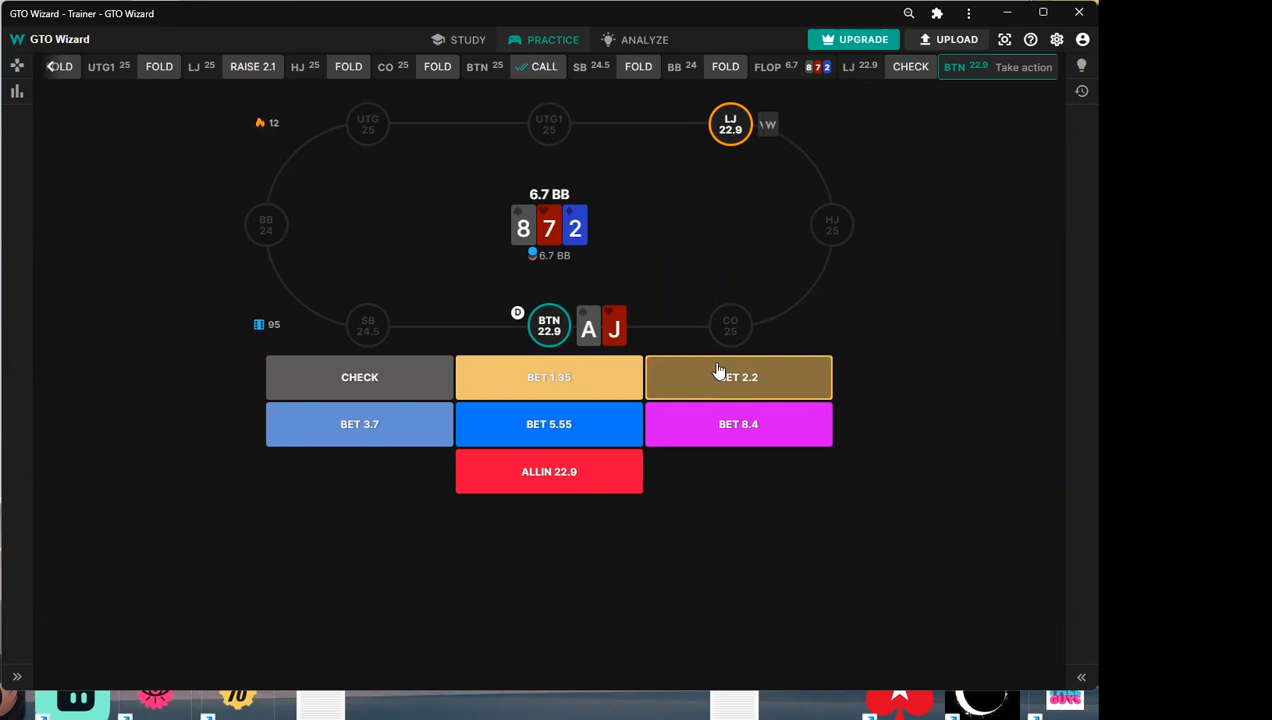 GTO Wizard - Trainer - GTO Wizard
GTO Wizard
STUDY PRACTICE ANALYZE UPGRADE UPLOAD
UTG1 25 FOLD LJ 25 RAISE 2.1 HJ 25 FOLD CO 25 FOLD BTN 25 CALL SB 24.5 FOLD BB 24 FOLD FLOP 6.7 8 7 2 LJ 22.9 CHECK BTN 22.9 Take action
12
UTG
25
UTG1
25
LJ
22.9
W
6.7 BB
8 7 2
6.7 BB
BB
24
HJ
25
95
SB
24.5
D
BTN
22.9
A J
CO
25
CHECK BET 1.35 BET 2.2
BET 3.7 BET 5.55 BET 8.4
ALLIN 22.9